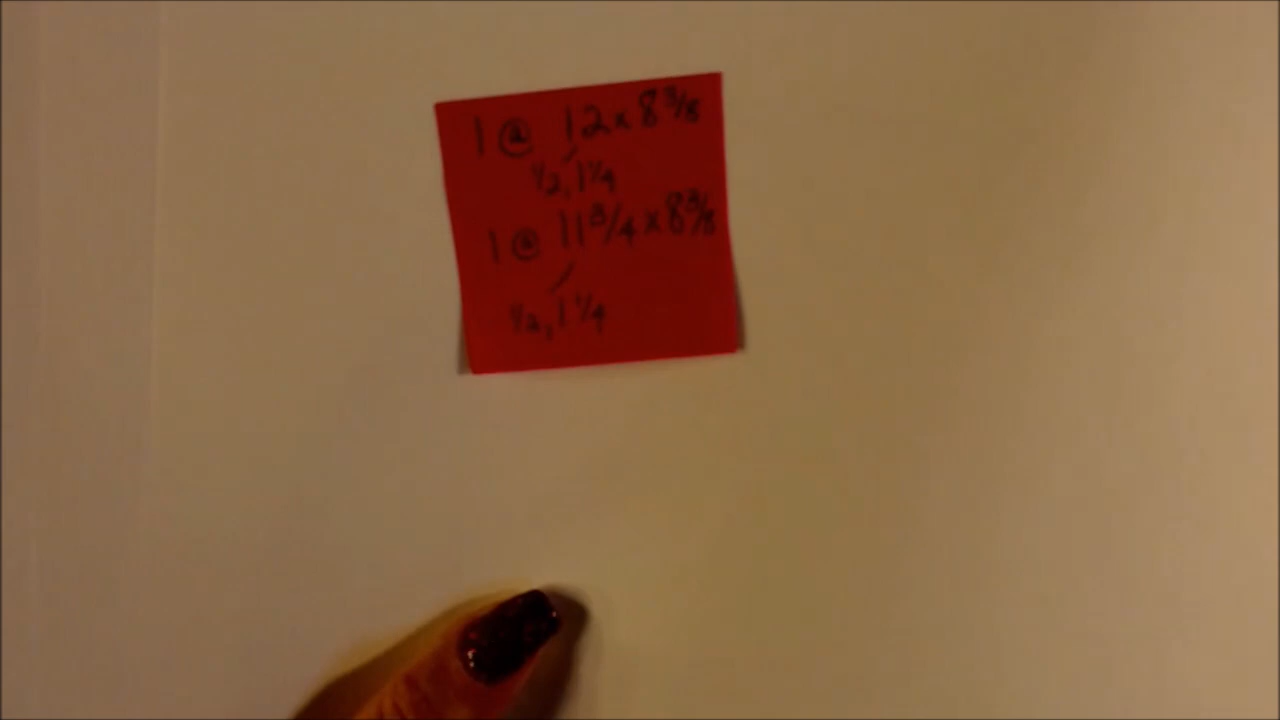 1 @ 12 x 8 3/8
1/2, 1 1/4
1 @ 11 3/4 x 8 3/8
1/2, 1 1/4